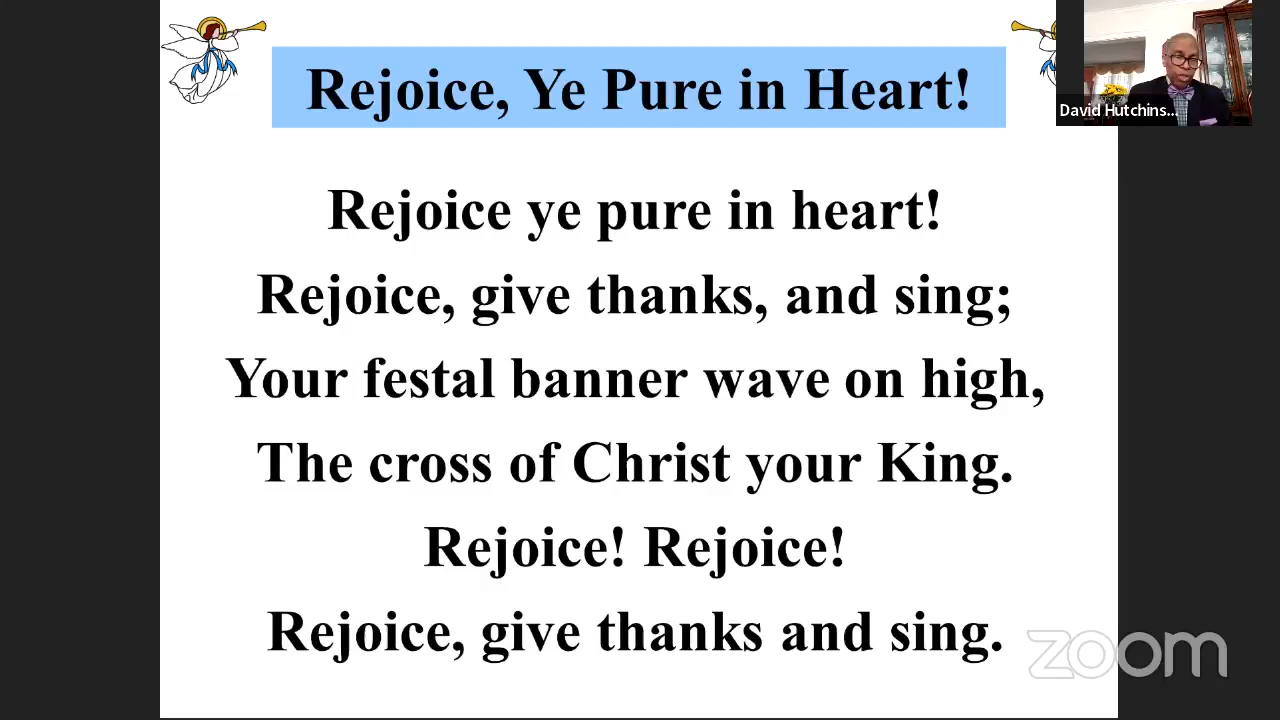 Rejoice, Ye Pure in Heart!
David Hutchins...
Rejoice ye pure in heart!
Rejoice, give thanks, and sing;
Your festal banner wave on high,
The cross of Christ your King.
Rejoice! Rejoice!
Rejoice, give thanks and sing.
zoom